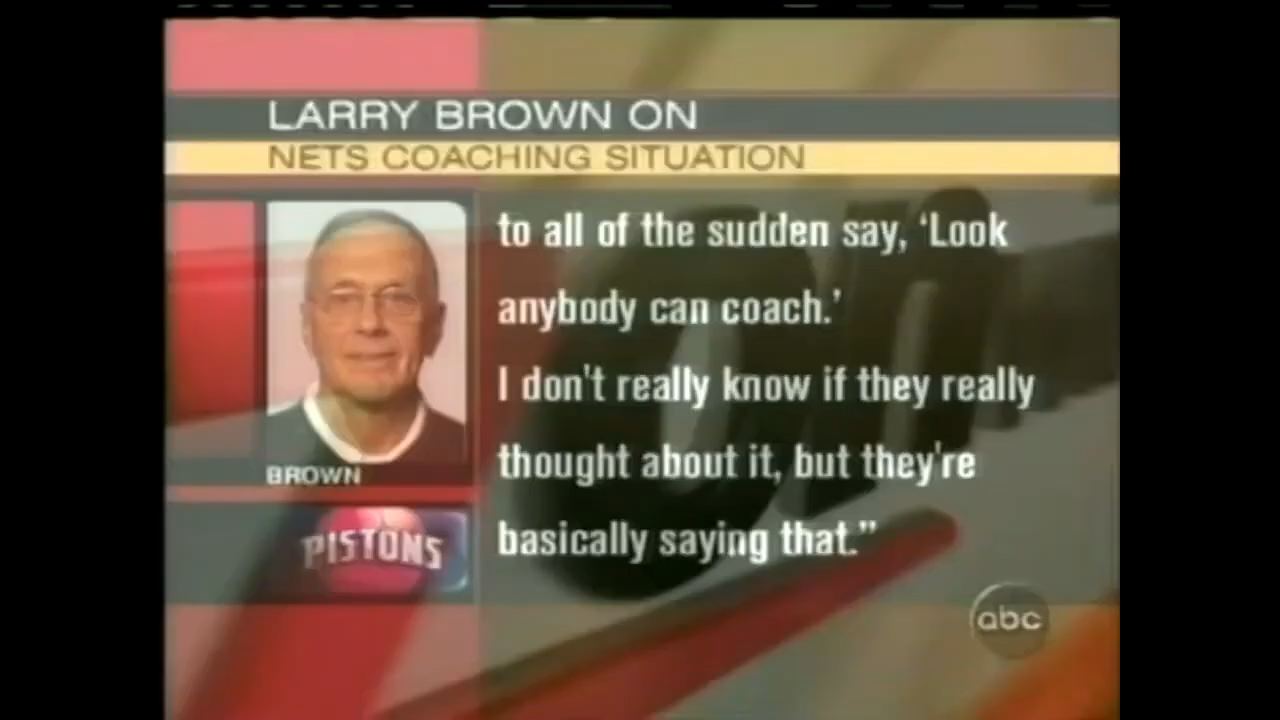 LARRY BROWN ON
NETS COACHING SITUATION
to all of the sudden say, ‘Look
anybody can coach.’
I don't really know if they really
thought about it, but they're
basically saying that.”
BROWN
PISTONS
abc